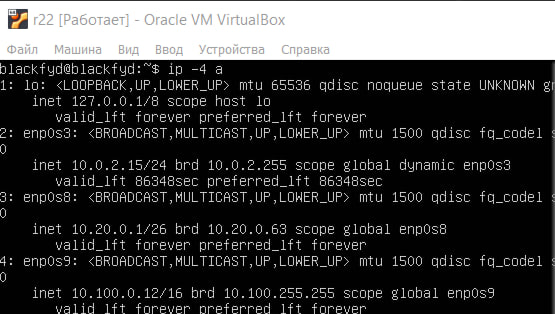 r22 [Работает] - Oracle VM VirtualBox
Файл Машина Вид Ввод Устройства Справка
blackfyd@blackfyd:~$ ip -4 a
1: lo: <LOOPBACK,UP,LOWER_UP> mtu 65536 qdisc noqueue state UNKNOWN
inet 127.0.0.1/8 scope host lo
valid_lft forever preferred_lft forever
2: enp0s3: <BROADCAST,MULTICAST,UP,LOWER_UP> mtu 1500 qdisc fq_codel s
0
inet 10.0.2.15/24 brd 10.0.2.255 scope global dynamic enp0s3
valid_lft 86348sec preferred_lft 86348sec
3: enp0s8: <BROADCAST,MULTICAST,UP,LOWER_UP> mtu 1500 qdisc fq_codel s
0
inet 10.20.0.1/26 brd 10.20.0.63 scope global enp0s8
valid_lft forever preferred_lft forever
4: enp0s9: <BROADCAST,MULTICAST,UP,LOWER_UP> mtu 1500 qdisc fq_codel s
0
inet 10.100.0.12/16 brd 10.100.255.255 scope global enp0s9
valid_lft forever preferred_lft forever